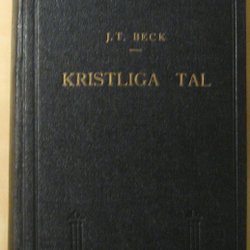 J. T. BECK
KRISTLIGA TAL